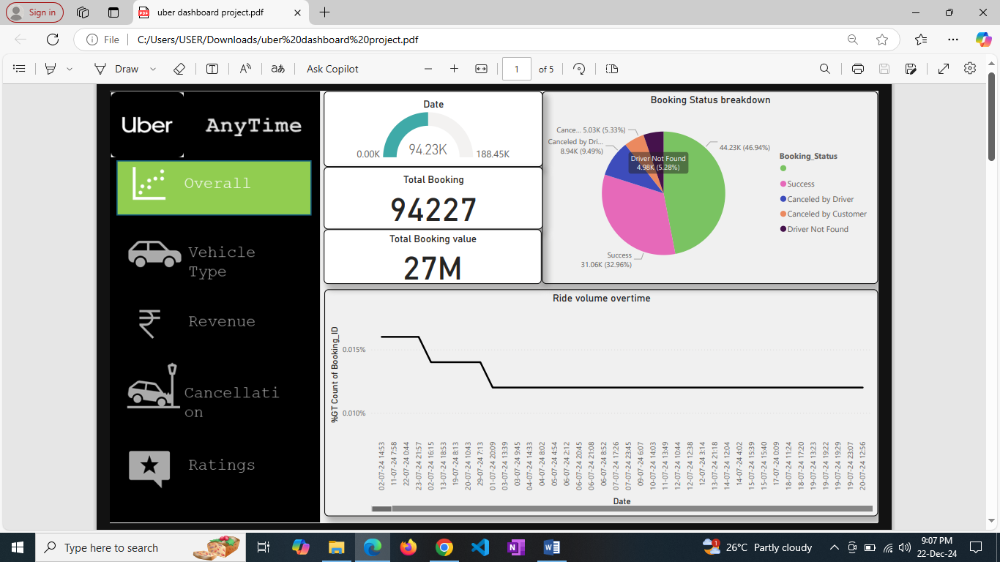 Sign in
uber dashboard project.pdf
File
C:/Users/USER/Downloads/uber%20dashboard%20project.pdf
Draw
Ask Copilot
1
of 5
Uber
AnyTime
Overall
Vehicle
Type
Revenue
Cancellati
on
Ratings
Date
94.23K
0.00K
188.45K
Total Booking
94227
Total Booking value
27M
Booking Status breakdown
Cance... 5.03K (5.33%)
Canceled by Dri...
8.94K (9.49%)
Driver Not Found
4.98K (5.28%)
44.23K (46.94%)
Success
31.06K (32.96%)
Booking_Status
Success
Canceled by Driver
Canceled by Customer
Driver Not Found
Ride volume overtime
%GT Count of Booking_ID
0.015%
0.010%
02-07-24 14:53
11-07-24 7:58
22-07-24 0:44
23-07-24 21:57
02-07-24 16:15
13-07-24 18:53
19-07-24 8:13
20-07-24 10:43
29-07-24 7:13
01-07-24 20:09
03-07-24 13:39
03-07-24 9:45
04-07-24 14:33
04-07-24 8:02
05-07-24 4:54
06-07-24 2:12
06-07-24 20:45
06-07-24 21:08
06-07-24 8:52
07-07-24 17:26
07-07-24 23:45
09-07-24 6:07
10-07-24 14:03
11-07-24 13:49
12-07-24 10:44
12-07-24 12:38
12-07-24 3:14
13-07-24 21:18
14-07-24 12:04
14-07-24 4:02
15-07-24 15:39
15-07-24 15:40
17-07-24 0:09
18-07-24 11:24
18-07-24 17:20
19-07-24 13:23
19-07-24 19:22
19-07-24 19:29
19-07-24 23:07
20-07-24 12:56
Date
Type here to search
1
26°C Partly cloudy
9:07 PM
22-Dec-24